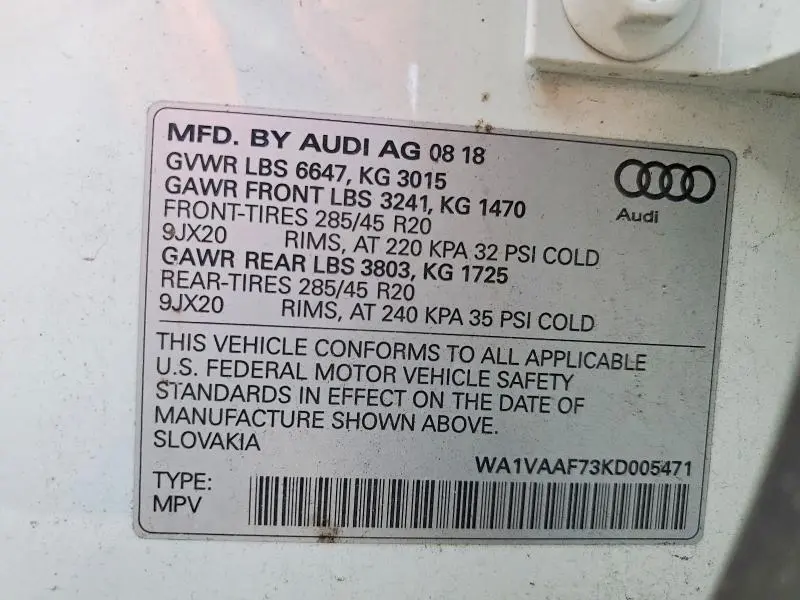 MFD. BY AUDI AG 08 18
GVWR LBS 6647, KG 3015
GAWR FRONT LBS 3241, KG 1470
FRONT-TIRES 285/45 R20
9JX20 RIMS, AT 220 KPA 32 PSI COLD
GAWR REAR LBS 3803, KG 1725
REAR-TIRES 285/45 R20
9JX20 RIMS, AT 240 KPA 35 PSI COLD
Audi
THIS VEHICLE CONFORMS TO ALL APPLICABLE
U.S. FEDERAL MOTOR VEHICLE SAFETY
STANDARDS IN EFFECT ON THE DATE OF
MANUFACTURE SHOWN ABOVE.
SLOVAKIA
WA1VAAF73KD005471
TYPE:
MPV